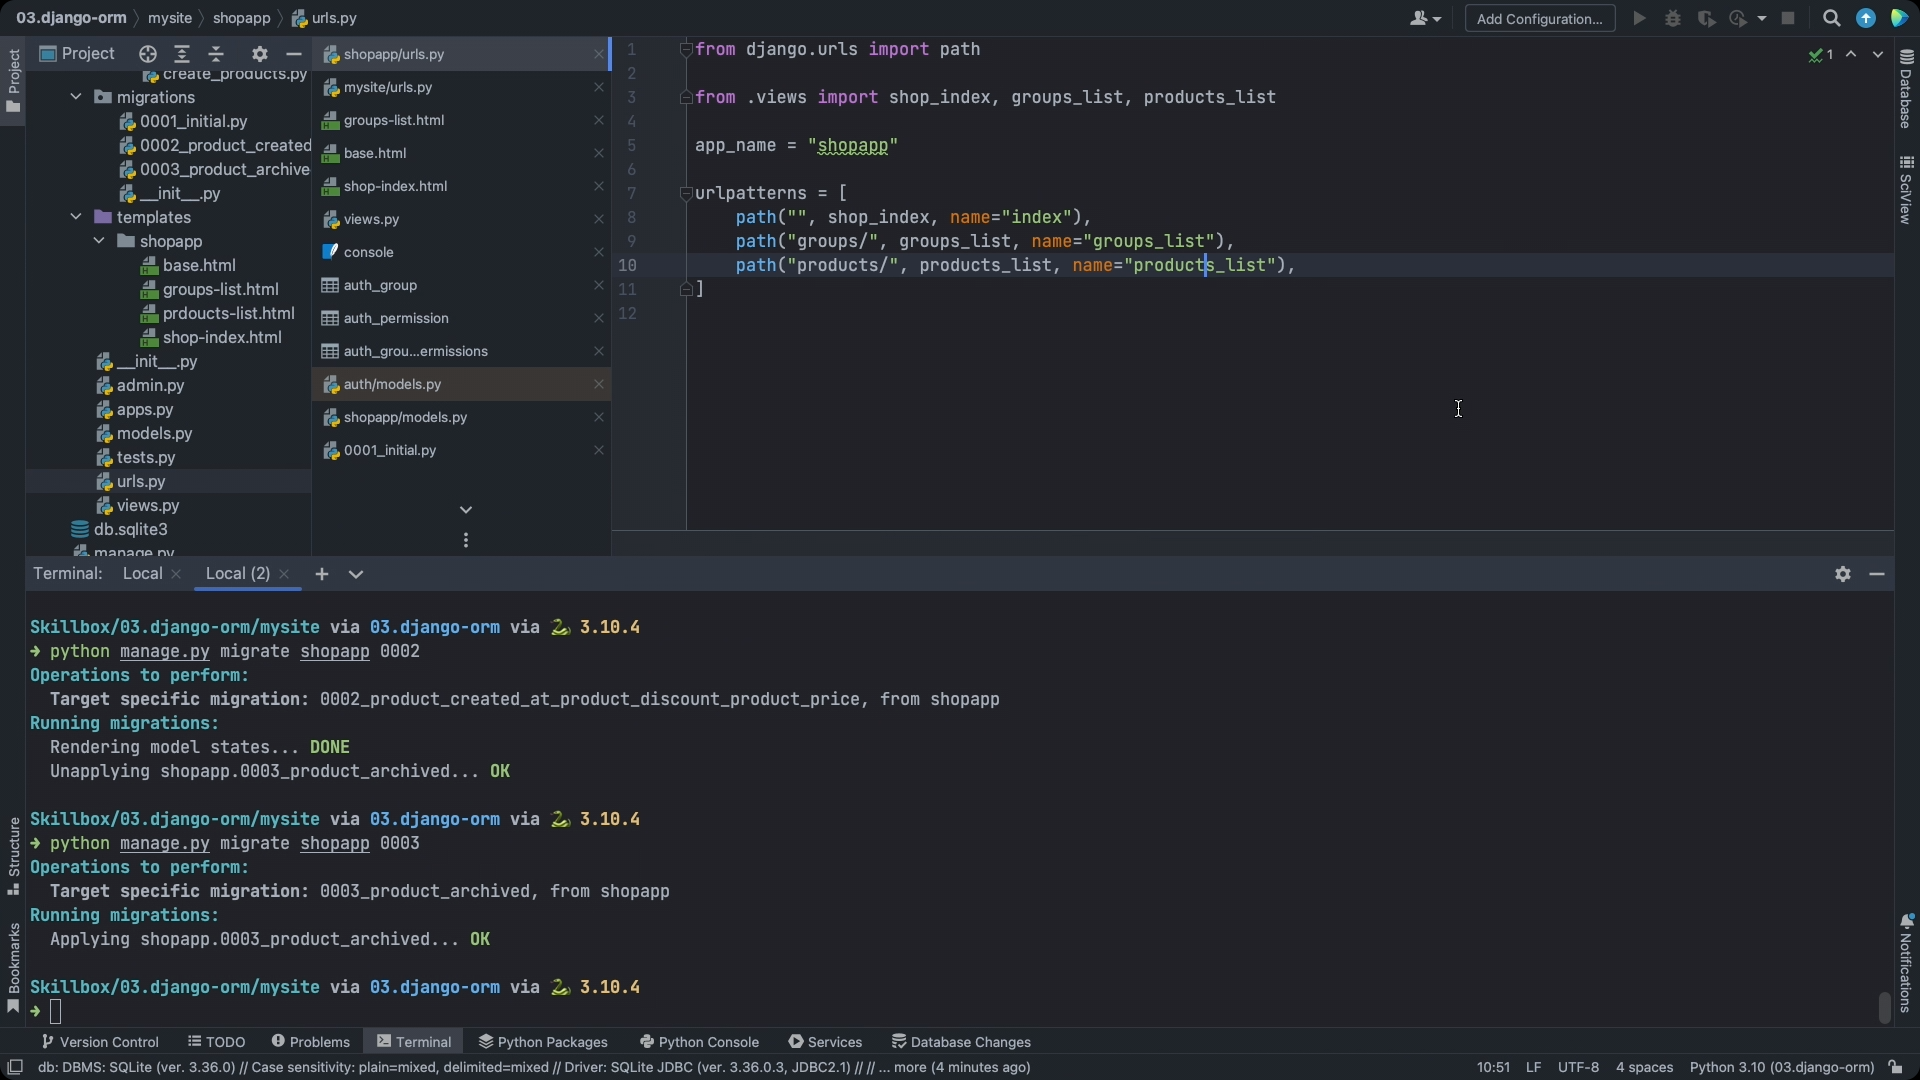 03.django-orm mysite shopapp urls.py
Add Configuration...
Project
create_products.py
migrations
0001_initial.py
0002_product_created
0003_product_archive
__init__.py
templates
shopapp
base.html
groups-list.html
prdoucts-list.html
shop-index.html
__init__.py
admin.py
apps.py
models.py
tests.py
urls.py
views.py
db.sqlite3
manage.py
shopapp/urls.py
mysite/urls.py
groups-list.html
base.html
shop-index.html
views.py
console
auth_group
auth_permission
auth_grou...ermissions
auth/models.py
shopapp/models.py
0001_initial.py
1 from django.urls import path
2
3 from .views import shop_index, groups_list, products_list
4
5 app_name = "shopapp"
6
7 urlpatterns = [
8 path("", shop_index, name="index"),
9 path("groups/", groups_list, name="groups_list"),
10 path("products/", products_list, name="products_list"),
11 ]
12
1
Project
Structure
Bookmarks
Database
SciView
Notifications
Terminal: Local Local (2)
Skillbox/03.django-orm/mysite via 03.django-orm via 🐍 3.10.4
➜ python manage.py migrate shopapp 0002
Operations to perform:
Target specific migration: 0002_product_created_at_product_discount_product_price, from shopapp
Running migrations:
Rendering model states... DONE
Unapplying shopapp.0003_product_archived... OK
Skillbox/03.django-orm/mysite via 03.django-orm via 🐍 3.10.4
➜ python manage.py migrate shopapp 0003
Operations to perform:
Target specific migration: 0003_product_archived, from shopapp
Running migrations:
Applying shopapp.0003_product_archived... OK
Skillbox/03.django-orm/mysite via 03.django-orm via 🐍 3.10.4
➜
Version Control TODO Problems Terminal Python Packages Python Console Services Database Changes
db: DBMS: SQLite (ver. 3.36.0) // Case sensitivity: plain=mixed, delimited=mixed // Driver: SQLite JDBC (ver. 3.36.0.3, JDBC2.1) // // ... more (4 minutes ago) 10:51 LF UTF-8 4 spaces Python 3.10 (03.django-orm)